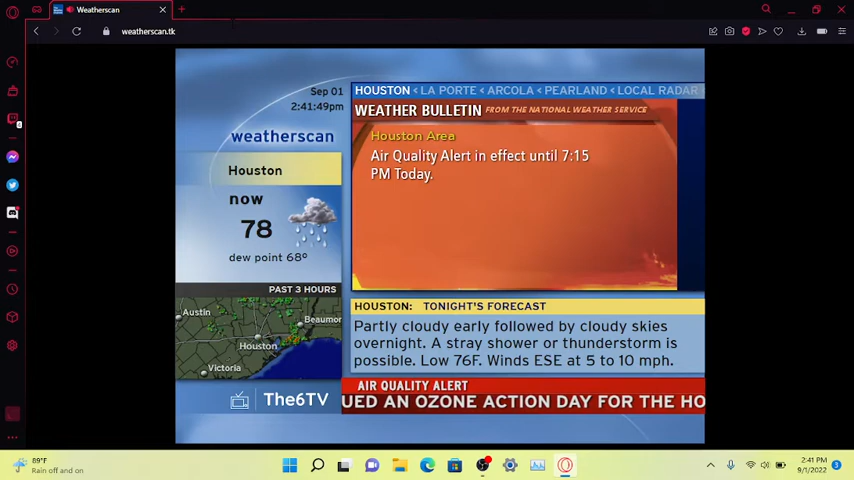 Weatherscan
weatherscan.tk
Sep 01
2:41:49pm
weatherscan
Houston
now
78
dew point 68°
PAST 3 HOURS
Austin
Beaumor
Houston
Victoria
The6TV
HOUSTON < LA PORTE < ARCOLA < PEARLAND < LOCAL RADAR <
WEATHER BULLETIN FROM THE NATIONAL WEATHER SERVICE
Houston Area
Air Quality Alert in effect until 7:15
PM Today.
HOUSTON: TONIGHT'S FORECAST
Partly cloudy early followed by cloudy skies
overnight. A stray shower or thunderstorm is
possible. Low 76F. Winds ESE at 5 to 10 mph.
AIR QUALITY ALERT
UED AN OZONE ACTION DAY FOR THE HO
89°F
Rain off and on
2:41 PM
9/1/2022